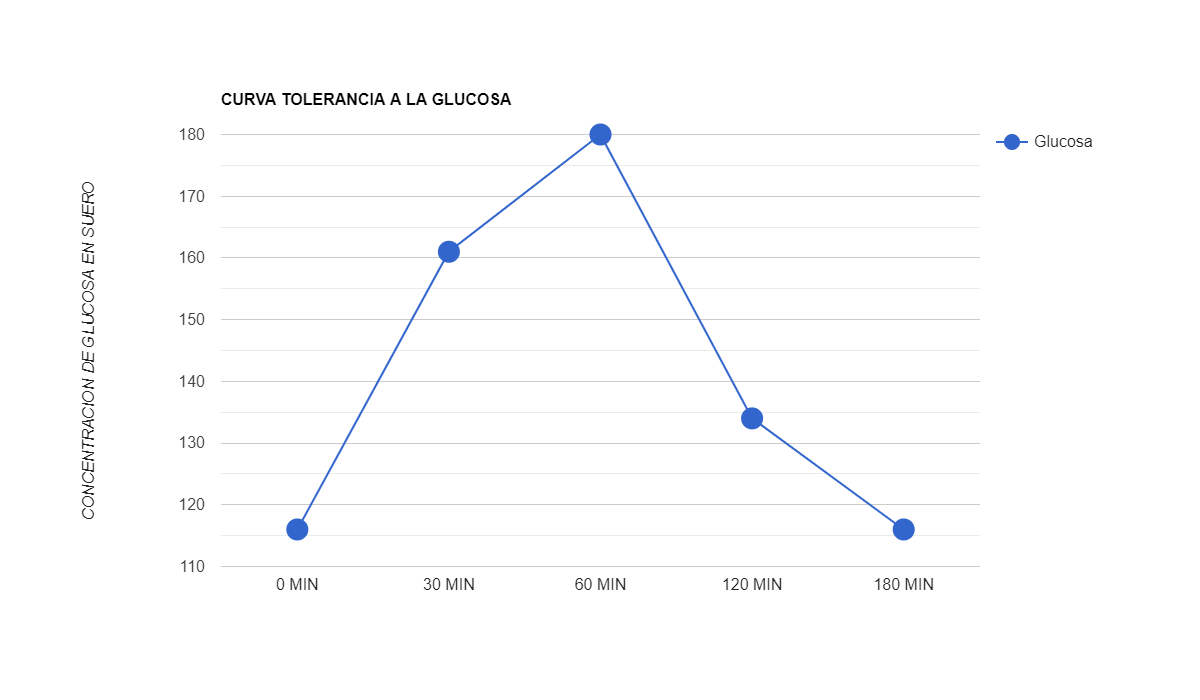 CURVA TOLERANCIA A LA GLUCOSA
Glucosa
CONCENTRACION DE GLUCOSA EN SUERO
180
170
160
150
140
130
120
110
0 MIN
30 MIN
60 MIN
120 MIN
180 MIN